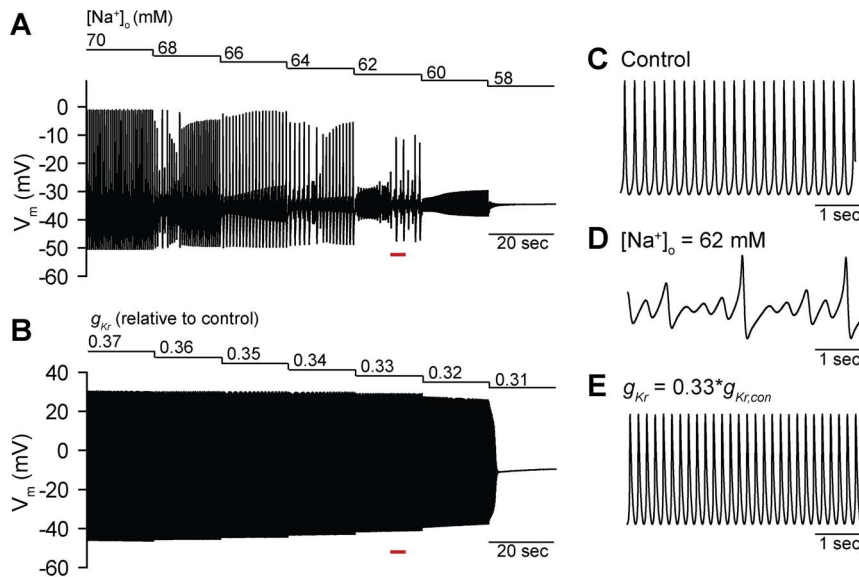 A
[Na⁺]ₒ (mM)
70
68
66
64
62
60
58
0
-10
-20
-30
-40
-50
-60
Vₘ (mV)
20 sec
B
g_Kr (relative to control)
0.37
0.36
0.35
0.34
0.33
0.32
0.31
40
20
0
-20
-40
-60
Vₘ (mV)
20 sec
C Control
1 sec
D [Na⁺]ₒ = 62 mM
1 sec
E g_Kr = 0.33*g_Kr,con
1 sec